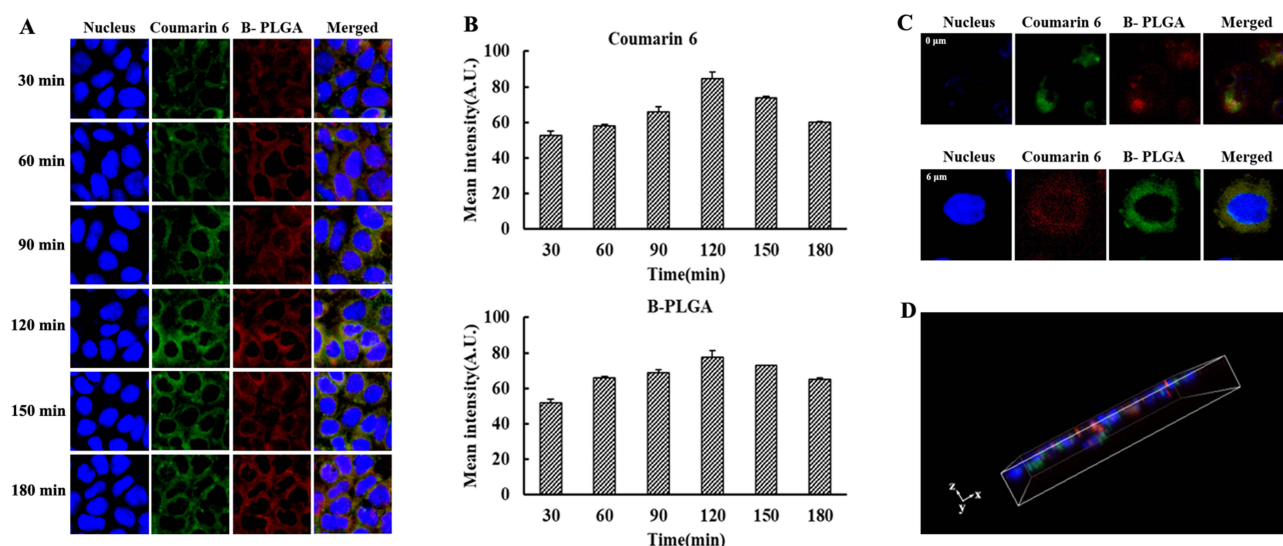 A
Nucleus Coumarin 6 B- PLGA Merged
30 min
60 min
90 min
120 min
150 min
180 min
B
Coumarin 6
Mean intensity(A.U.)
100
80
60
40
20
0
30 60 90 120 150 180
Time(min)
B-PLGA
Mean intensity(A.U.)
100
80
60
40
20
0
30 60 90 120 150 180
Time(min)
C
Nucleus Coumarin 6 B- PLGA Merged
0 μm
Nucleus Coumarin 6 B- PLGA Merged
6 μm
D
z
x
y